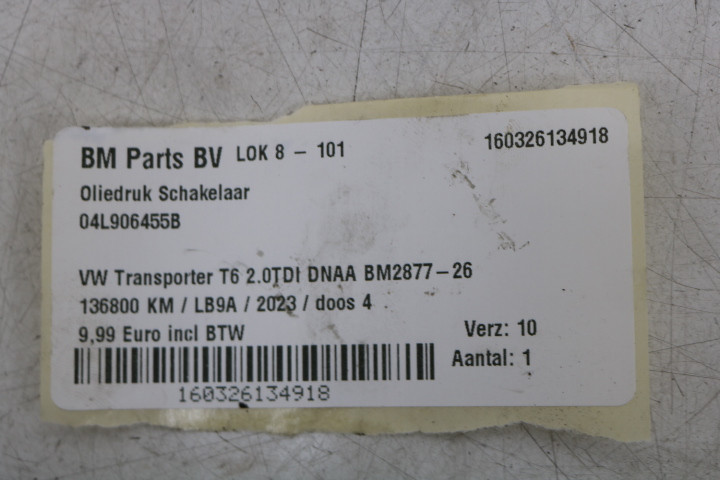 BM Parts BV LOK 8 - 101 160326134918
Oliedruk Schakelaar
04L906455B
VW Transporter T6 2.0TDI DNAA BM2877-26
136800 KM / LB9A / 2023 / doos 4
9,99 Euro incl BTW Verz: 10
Aantal: 1
160326134918